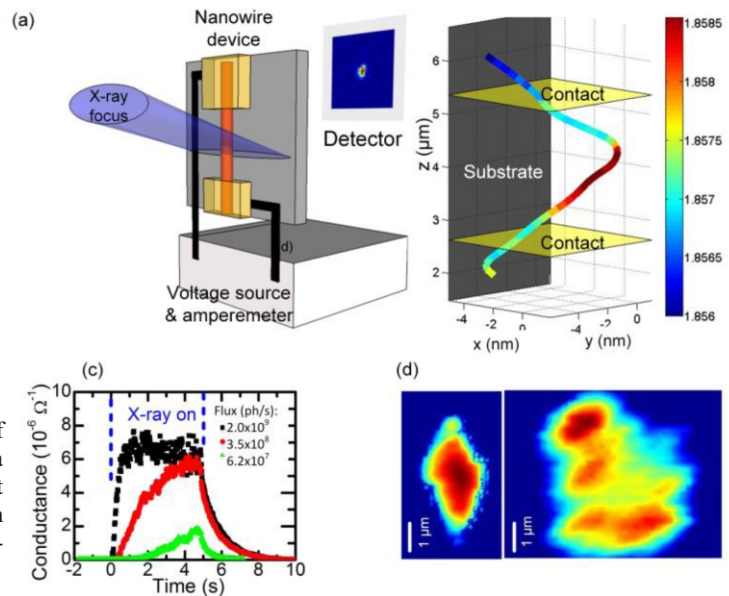 (a)
Nanowire
device
X-ray
focus
Detector
d)
Voltage source
& amperemeter
z (µm)
6
5
4
3
2
Contact
Substrate
Contact
-4 -2 0
x (nm)
-4 -2 0
y (nm)
1.8585
1.858
1.8575
1.857
1.8565
1.856
of
a
t
n
-
(c)
Conductance (10⁻⁶ Ω⁻¹)
10
8
6
4
2
0
X-ray on
Flux (ph/s):
2.0x10⁹
3.5x10⁸
6.2x10⁷
-2 0 2 4 6 8 10
Time (s)
(d)
1 µm
1 µm